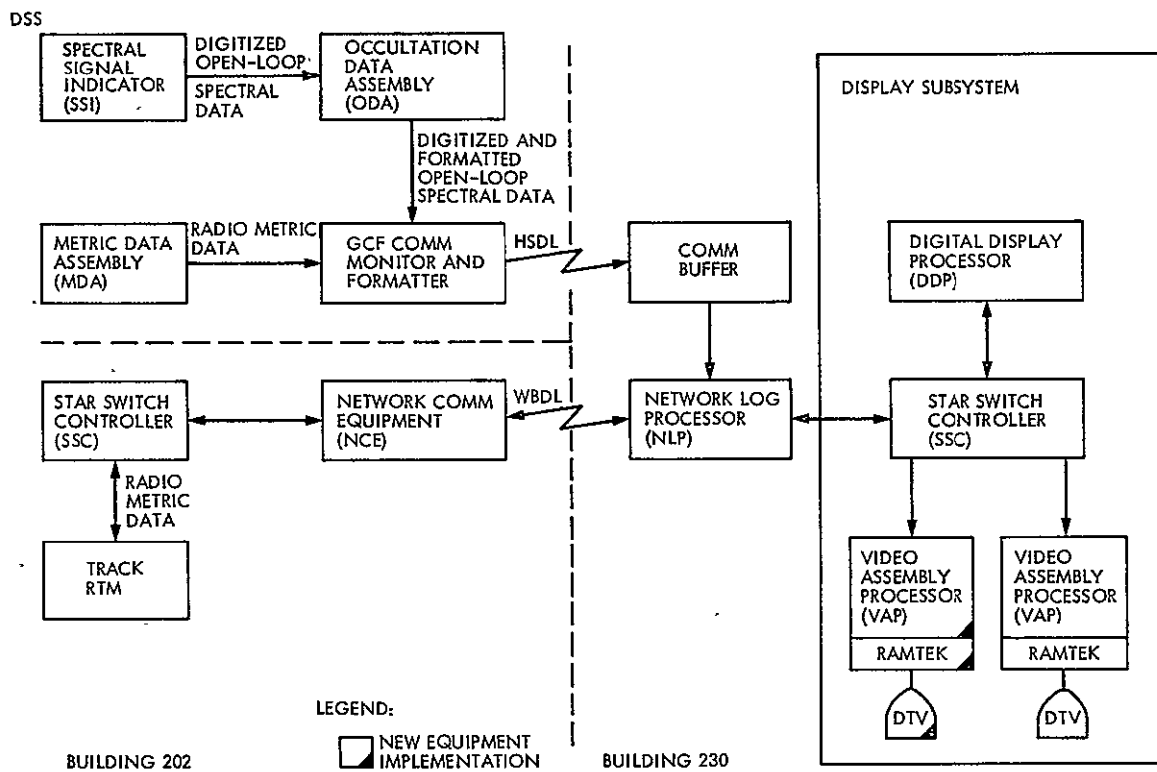 DSS
SPECTRAL
SIGNAL
INDICATOR
(SSI)
DIGITIZED
OPEN-LOOP
SPECTRAL
DATA
OCCULTATION
DATA
ASSEMBLY
(ODA)
DIGITIZED AND
FORMATTED
OPEN-LOOP
SPECTRAL DATA
METRIC DATA
ASSEMBLY
(MDA)
RADIO METRIC
DATA
GCF COMM
MONITOR AND
FORMATTER
HSDL
COMM
BUFFER
DISPLAY SUBSYSTEM
DIGITAL DISPLAY
PROCESSOR
(DDP)
STAR SWITCH
CONTROLLER
(SSC)
NETWORK COMM
EQUIPMENT
(NCE)
WBDL
NETWORK LOG
PROCESSOR
(NLP)
STAR SWITCH
CONTROLLER
(SSC)
RADIO
METRIC
DATA
TRACK
RTM
VIDEO
ASSEMBLY
PROCESSOR
(VAP)
RAMTEK
DTV
VIDEO
ASSEMBLY
PROCESSOR
(VAP)
RAMTEK
DTV
LEGEND:
NEW EQUIPMENT
IMPLEMENTATION
BUILDING 202
BUILDING 230